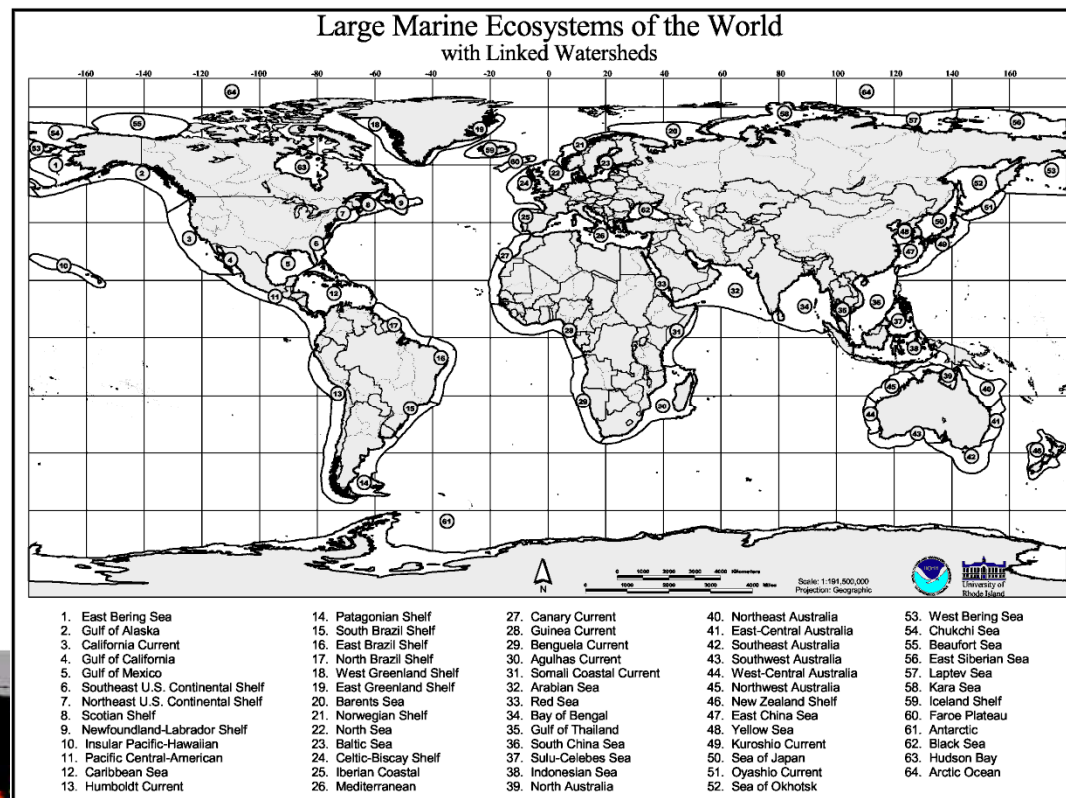 Large Marine Ecosystems of the World
with Linked Watersheds
-160 -140 -120 -100 -80 -60 -40 -20 0 20 40 60 80 100 120 140 160
Scale: 1:191,500,000
Projection: Geographic
University of
Rhode Island
1. East Bering Sea
2. Gulf of Alaska
3. California Current
4. Gulf of California
5. Gulf of Mexico
6. Southeast U.S. Continental Shelf
7. Northeast U.S. Continental Shelf
8. Scotian Shelf
9. Newfoundland-Labrador Shelf
10. Insular Pacific-Hawaiian
11. Pacific Central-American
12. Caribbean Sea
13. Humboldt Current
14. Patagonian Shelf
15. South Brazil Shelf
16. East Brazil Shelf
17. North Brazil Shelf
18. West Greenland Shelf
19. East Greenland Shelf
20. Barents Sea
21. Norwegian Shelf
22. North Sea
23. Baltic Sea
24. Celtic-Biscay Shelf
25. Iberian Coastal
26. Mediterranean
27. Canary Current
28. Guinea Current
29. Benguela Current
30. Agulhas Current
31. Somali Coastal Current
32. Arabian Sea
33. Red Sea
34. Bay of Bengal
35. Gulf of Thailand
36. South China Sea
37. Sulu-Celebes Sea
38. Indonesian Sea
39. North Australia
40. Northeast Australia
41. East-Central Australia
42. Southeast Australia
43. Southwest Australia
44. West-Central Australia
45. Northwest Australia
46. New Zealand Shelf
47. East China Sea
48. Yellow Sea
49. Kuroshio Current
50. Sea of Japan
51. Oyashio Current
52. Sea of Okhotsk
53. West Bering Sea
54. Chukchi Sea
55. Beaufort Sea
56. East Siberian Sea
57. Laptev Sea
58. Kara Sea
59. Iceland Shelf
60. Faroe Plateau
61. Antarctic
62. Black Sea
63. Hudson Bay
64. Arctic Ocean